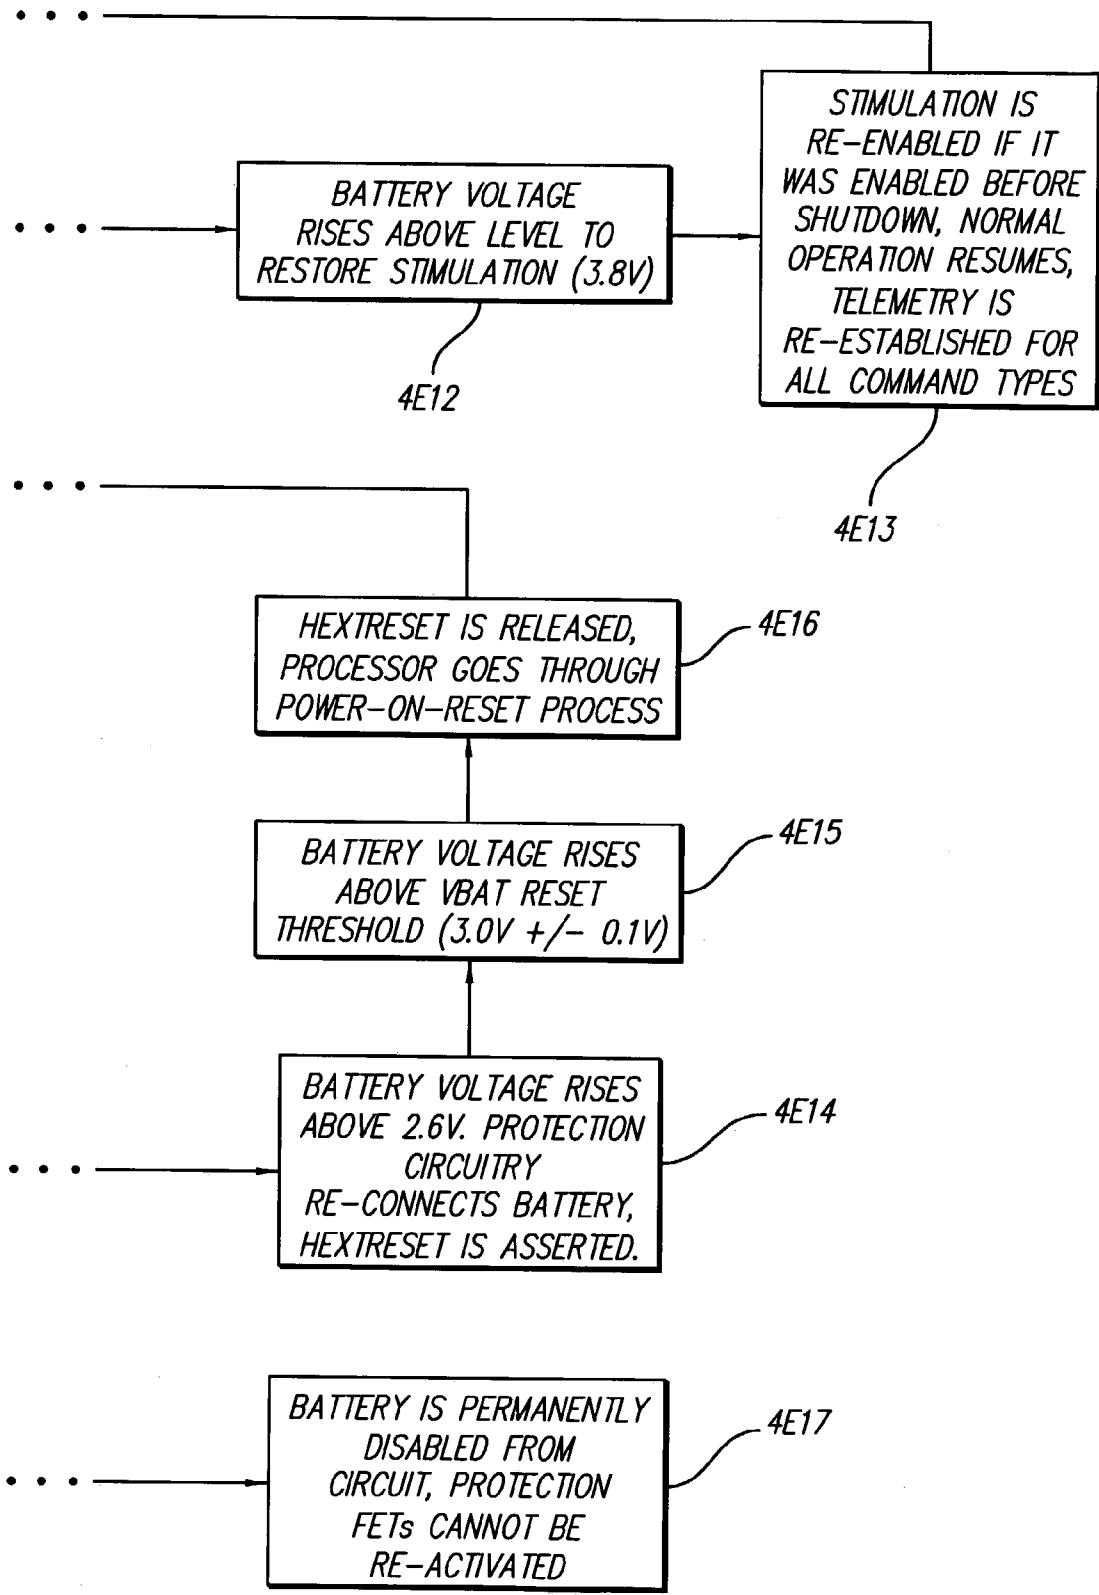 STIMULATION IS
RE-ENABLED IF IT
WAS ENABLED BEFORE
SHUTDOWN, NORMAL
OPERATION RESUMES,
TELEMETRY IS
RE-ESTABLISHED FOR
ALL COMMAND TYPES
BATTERY VOLTAGE
RISES ABOVE LEVEL TO
RESTORE STIMULATION (3.8V)
4E12
4E13
HEXTRESET IS RELEASED,
PROCESSOR GOES THROUGH
POWER-ON-RESET PROCESS
4E16
BATTERY VOLTAGE RISES
ABOVE VBAT RESET
THRESHOLD (3.0V +/- 0.1V)
4E15
BATTERY VOLTAGE RISES
ABOVE 2.6V. PROTECTION
CIRCUITRY
RE-CONNECTS BATTERY,
HEXTRESET IS ASSERTED.
4E14
BATTERY IS PERMANENTLY
DISABLED FROM
CIRCUIT, PROTECTION
FETs CANNOT BE
RE-ACTIVATED
4E17